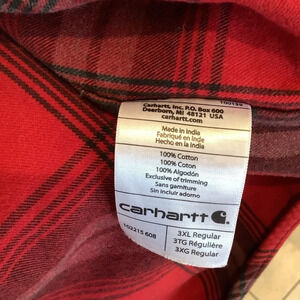 Carhartt, Inc. P.O. Box 600
Dearborn, MI 48121 USA
carhartt.com
Made in India
Fabriqué en Inde
Hecho en India
100% Cotton
100% Coton
100% Algodón
Exclusive of trimming
Sans garniture
Sin incluir adorno
carhartt
102215 608
3XL Regular
3TG Régulière
3XG Regular